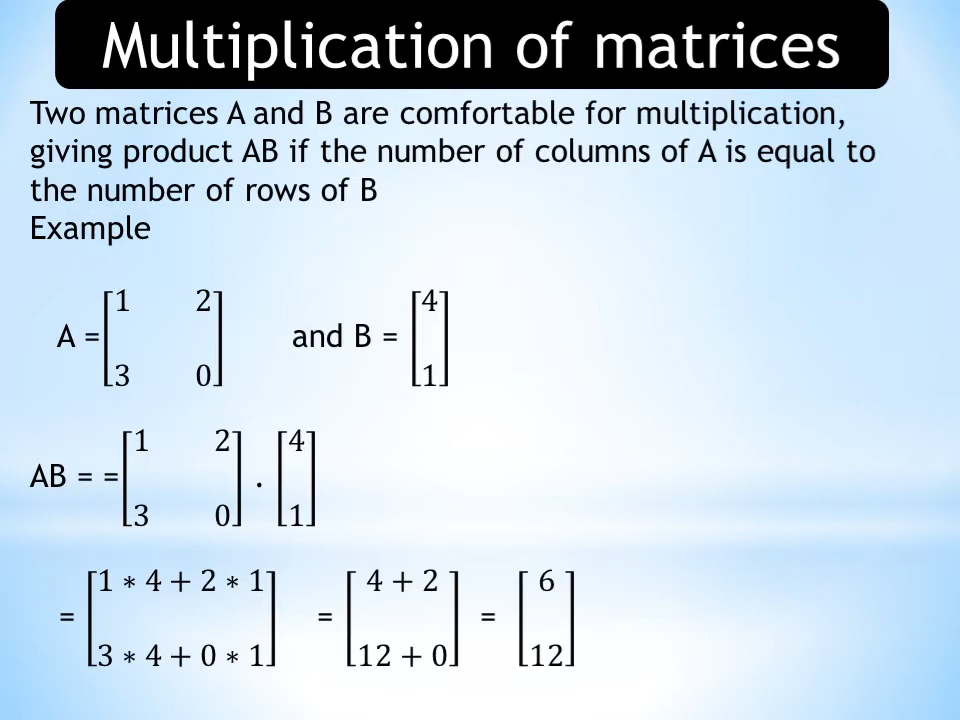 Multiplication of matrices
Two matrices A and B are comfortable for multiplication,
giving product AB if the number of columns of A is equal to
the number of rows of B
Example
A = [1 2
3 0] and B = [4
1]
AB = = [1 2
3 0] . [4
1]
= [1 ∗ 4 + 2 ∗ 1
3 ∗ 4 + 0 ∗ 1] = [4 + 2
12 + 0] = [6
12]